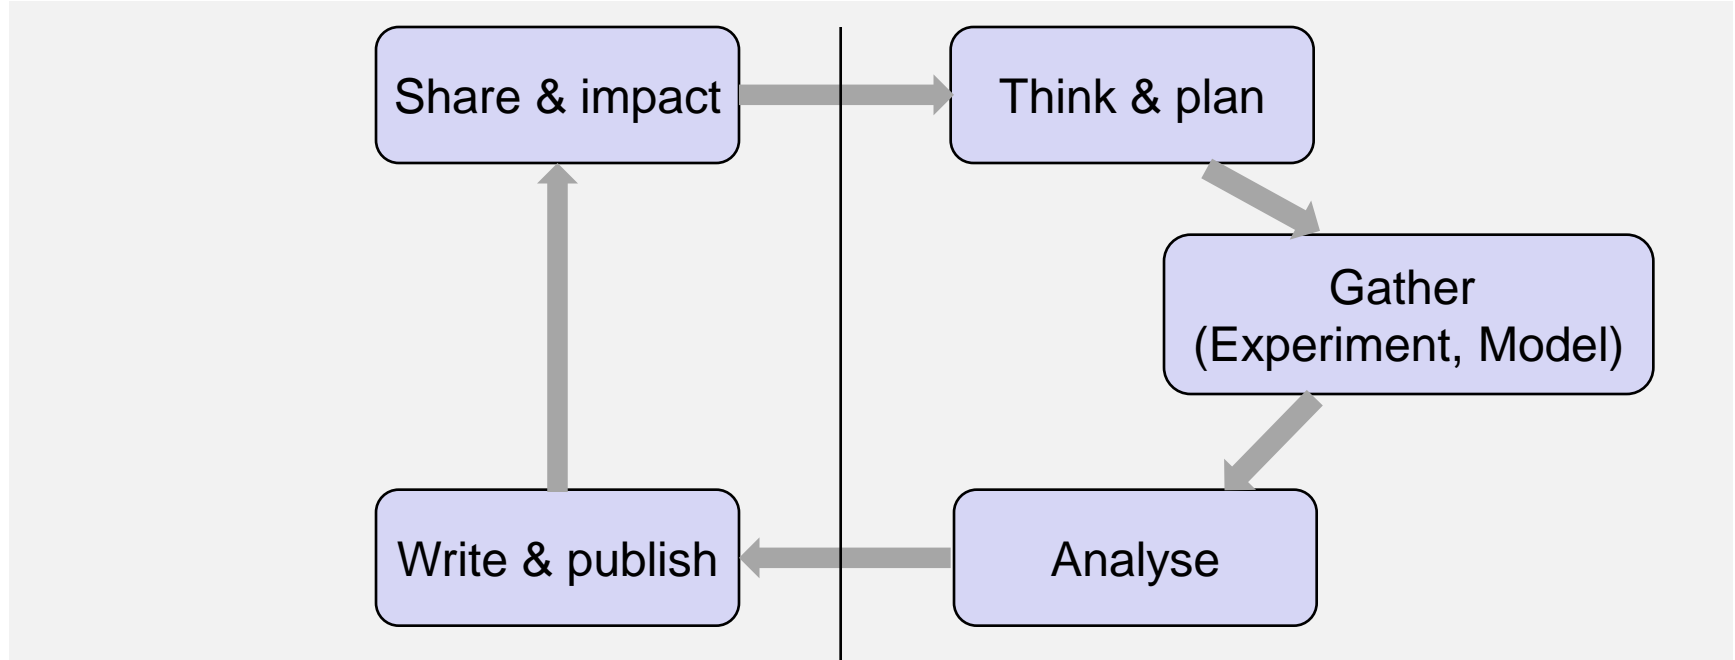 Share & impact
Think & plan
Gather
(Experiment, Model)
Write & publish
Analyse